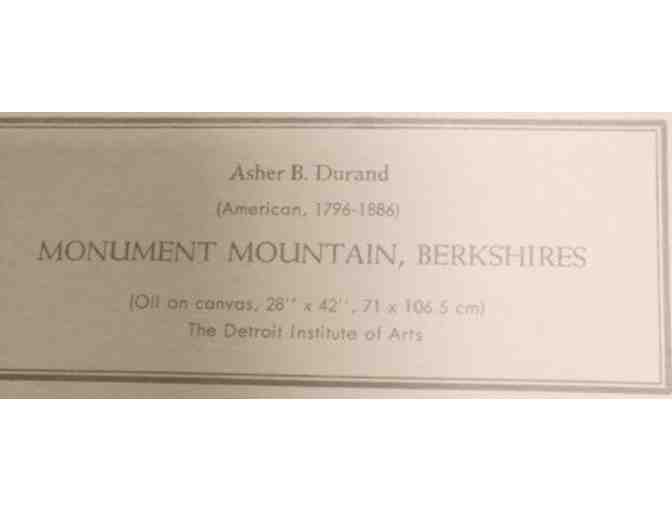 Asher B. Durand
(American, 1796-1886)
MONUMENT MOUNTAIN, BERKSHIRES
(Oil on canvas, 28'' x 42'', 71 x 106.5 cm)
The Detroit Institute of Arts